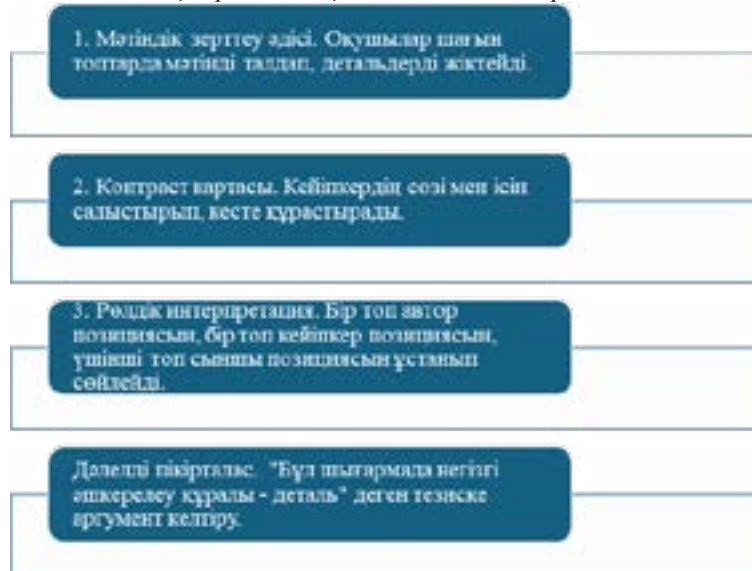 1. Мәтіндік зерттеу әдісі. Оқушылар шағын
топтарда мәтінді талдап, детальдерді жіктейді.
2. Контраст картасы. Кейіпкердің сөзі мен ісін
салыстырып, кесте құрастырады.
3. Рөлдік интерпретация. Бір топ автор
позициясын, бір топ кейіпкер позициясын,
үшінші топ сыншы позициясын ұстанып
сөйлейді.
Дәлелді пікірталас. "Бұл шығармада негізгі
әшкерелеу құралы - деталь" деген тезиске
аргумент келтіру.